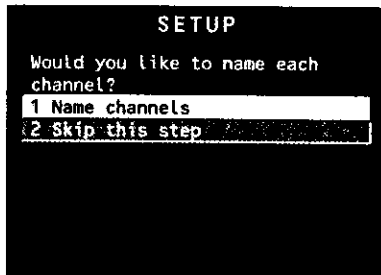 SETUP
Would you like to name each
channel?
1 Name channels
2 Skip this step